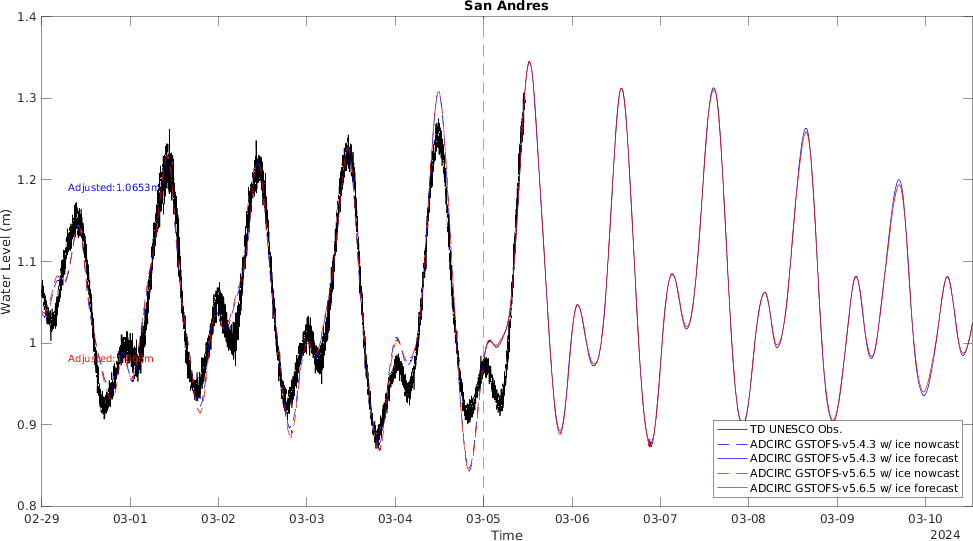 San Andres
1.4
1.3
1.2
1.1
1
0.9
0.8
Water Level (m)
Adjusted:1.0653m
Adjusted:
02-29 03-01 03-02 03-03 03-04 03-05 03-06 03-07 03-08 03-09 03-10
Time
2024
TD UNESCO Obs.
ADCIRC GSTOFS-v5.4.3 w/ ice nowcast
ADCIRC GSTOFS-v5.4.3 w/ ice forecast
ADCIRC GSTOFS-v5.6.5 w/ ice nowcast
ADCIRC GSTOFS-v5.6.5 w/ ice forecast